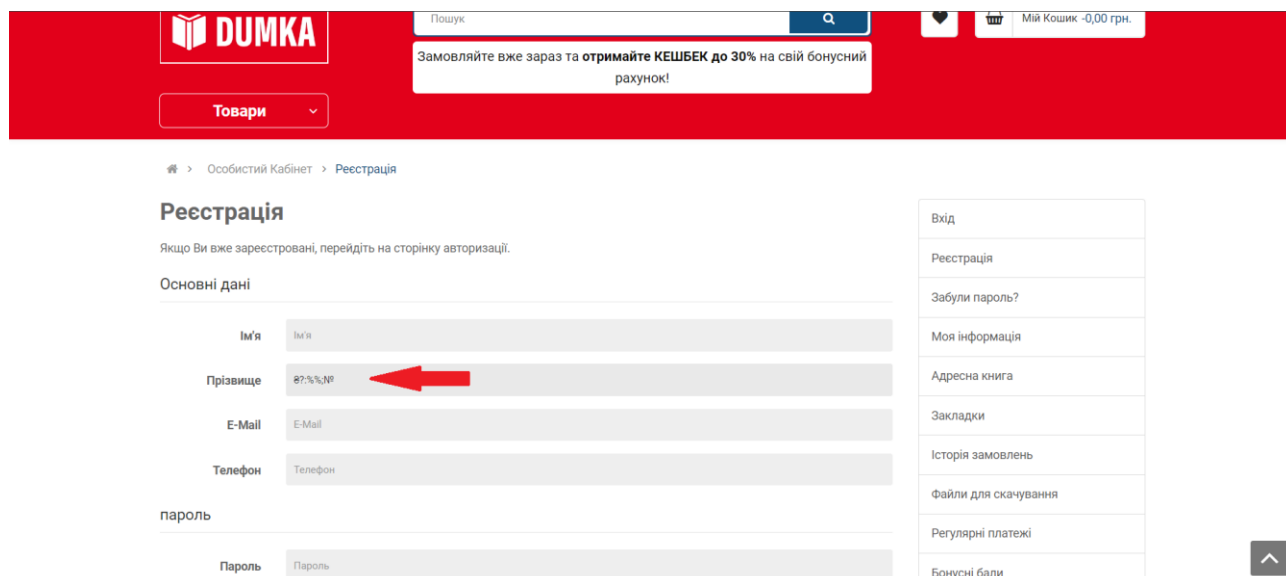 DUMKA
Пошук
Мій Кошик -0,00 грн.
Замовляйте вже зараз та отримайте КЕШБЕК до 30% на свій бонусний
рахунок!
Товари
Особистий Кабінет > Реєстрація
Реєстрація
Якщо Ви вже зареєстровані, перейдіть на сторінку авторизації.
Основні дані
Ім'я Ім'я
Прізвище ₴?:%%;№
E-Mail E-Mail
Телефон Телефон
пароль
Пароль Пароль
Вхід
Реєстрація
Забули пароль?
Моя інформація
Адресна книга
Закладки
Історія замовлень
Файли для скачування
Регулярні платежі
Бонусні бали